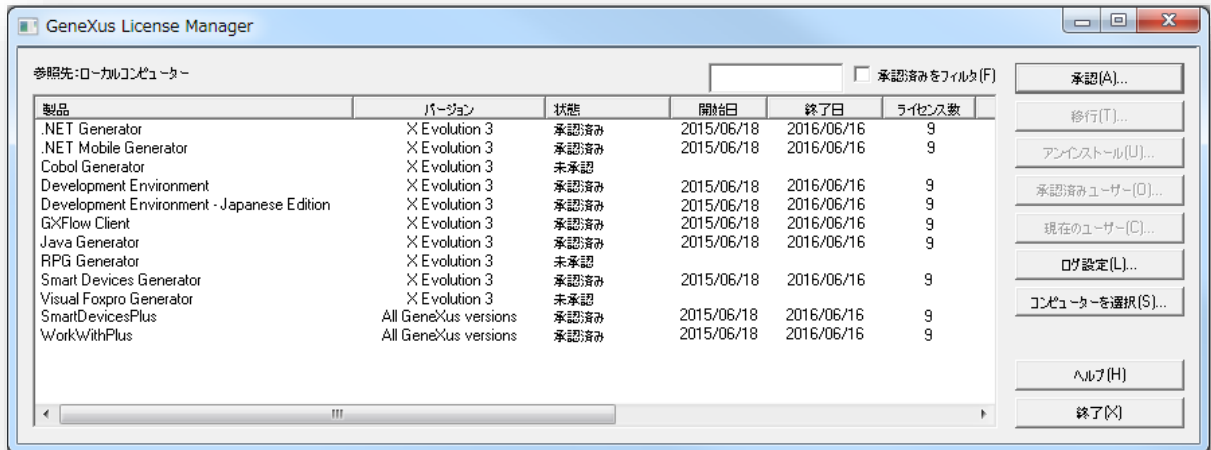 GeneXus License Manager
参照先:ローカルコンピューター
承認済みをフィルタ(F)
承認(A)...
製品 バージョン 状態 開始日 終了日 ライセンス数
移行(T)...
.NET Generator X Evolution 3 承認済み 2015/06/18 2016/06/16 9
.NET Mobile Generator X Evolution 3 承認済み 2015/06/18 2016/06/16 9
アンインストール(U)...
Cobol Generator X Evolution 3 未承認
Development Environment X Evolution 3 承認済み 2015/06/18 2016/06/16 9
承認済みユーザー(O)...
Development Environment - Japanese Edition X Evolution 3 承認済み 2015/06/18 2016/06/16 9
GXFlow Client X Evolution 3 承認済み 2015/06/18 2016/06/16 9
現在のユーザー(C)...
Java Generator X Evolution 3 承認済み 2015/06/18 2016/06/16 9
RPG Generator X Evolution 3 未承認
ログ設定(L)...
Smart Devices Generator X Evolution 3 承認済み 2015/06/18 2016/06/16 9
Visual Foxpro Generator X Evolution 3 未承認
コンピューターを選択(S)...
SmartDevicesPlus All GeneXus versions 承認済み 2015/06/18 2016/06/16 9
WorkWithPlus All GeneXus versions 承認済み 2015/06/18 2016/06/16 9
ヘルプ(H)
終了(X)